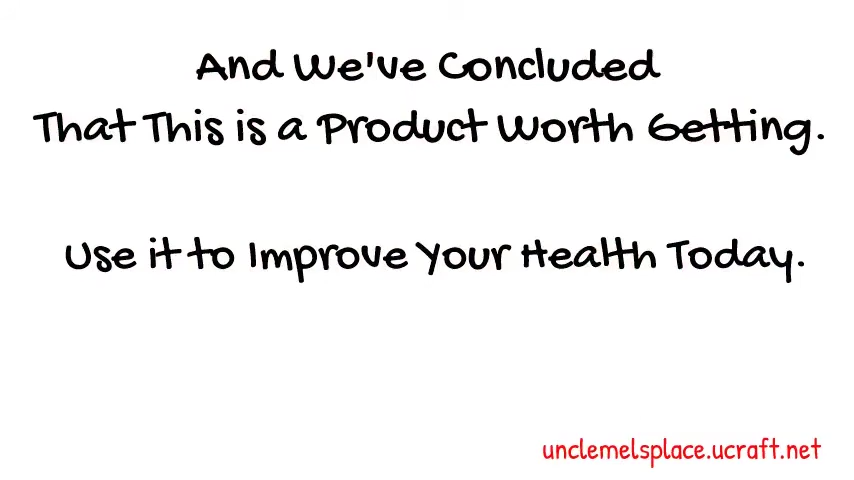 And We've Concluded
That This is a Product Worth Getting.
Use it to Improve Your Health Today.
unclemelsplace.ucraft.net